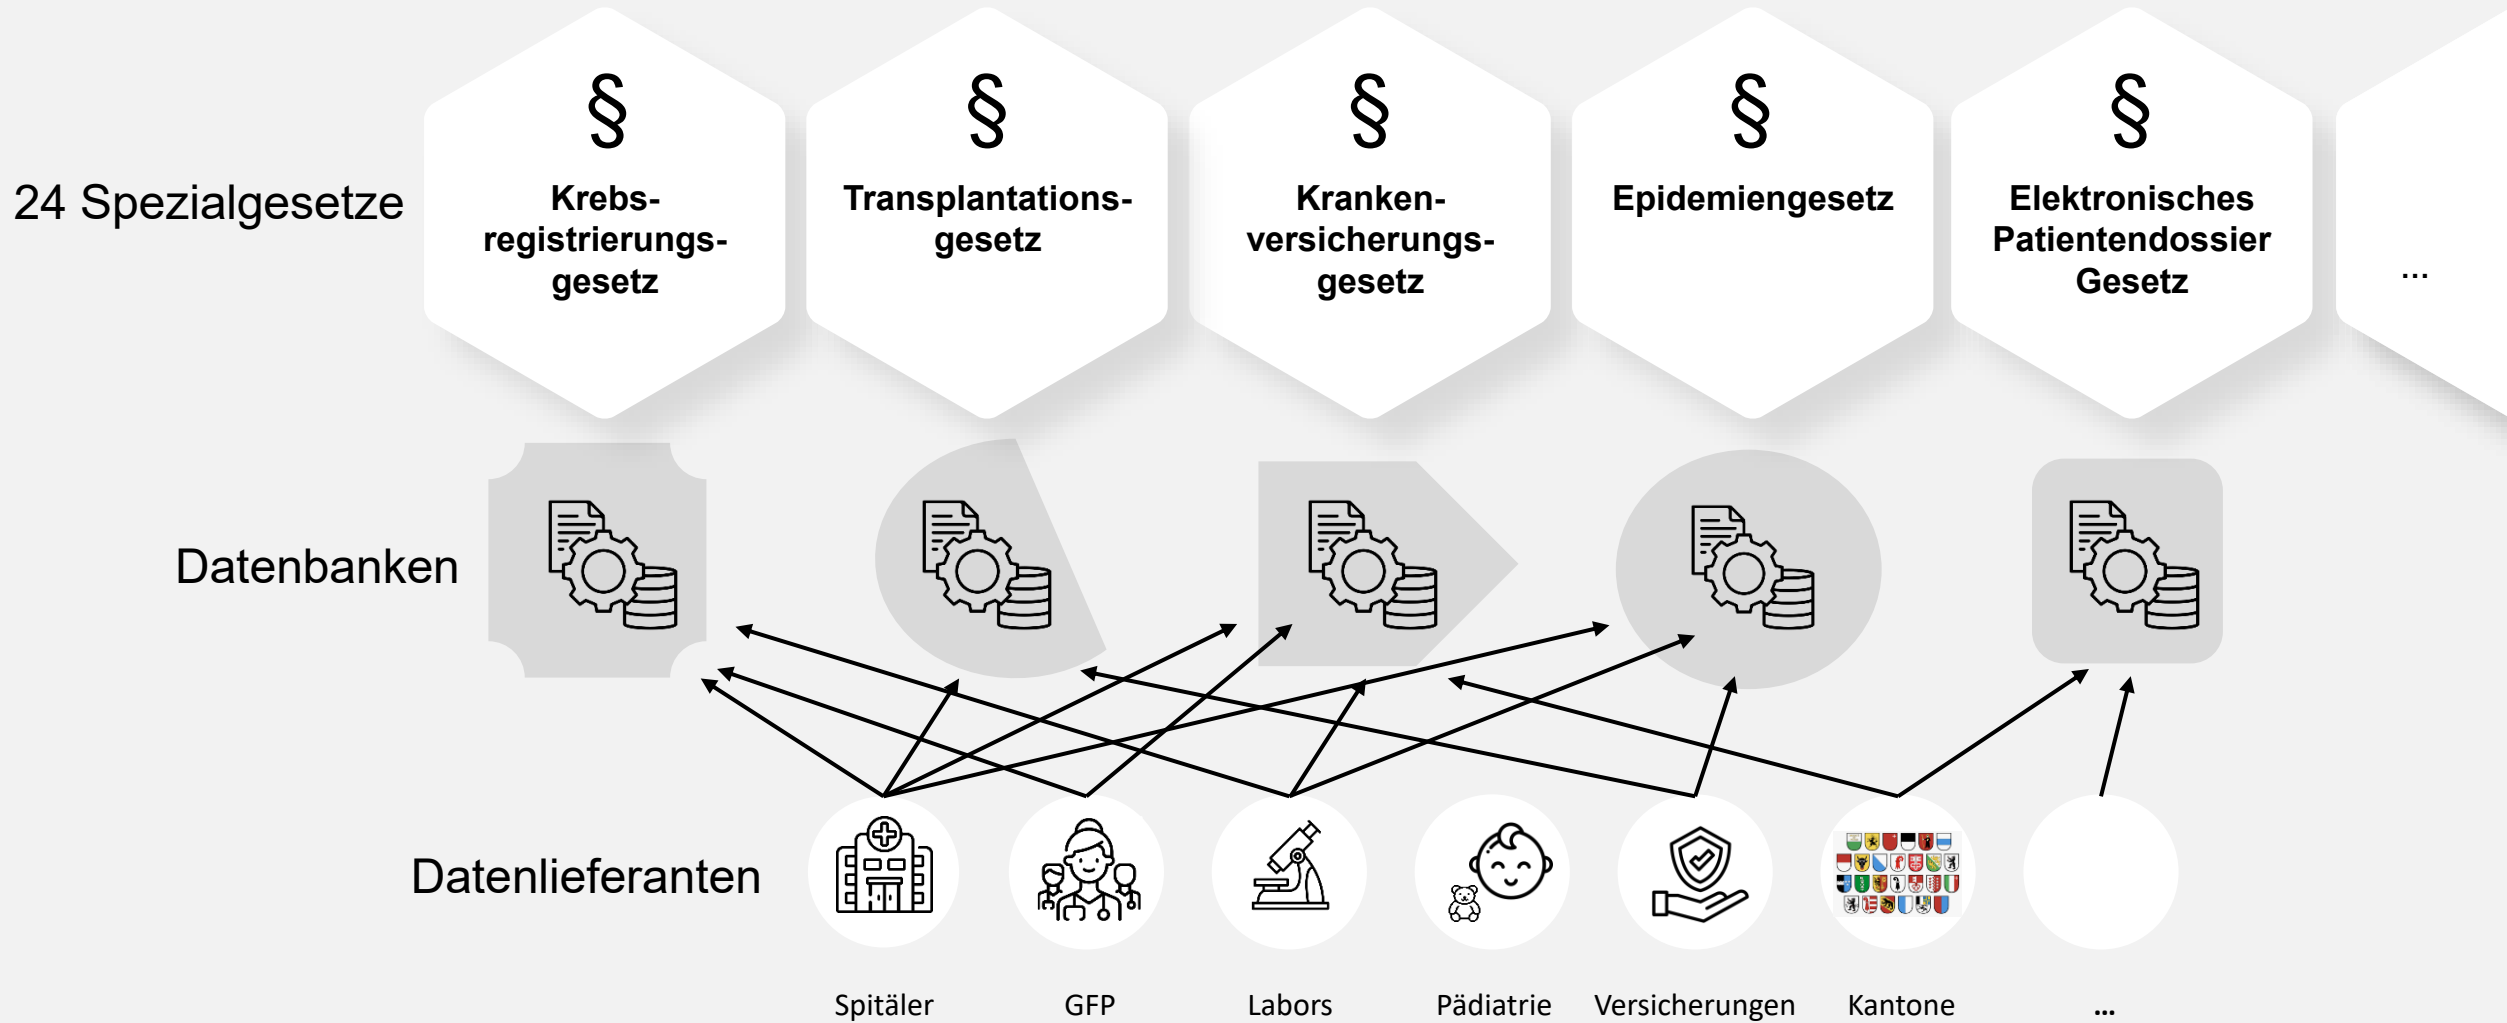 §
§
§
§
§
24 Spezialgesetze
Krebs-
registrierungs-
gesetz
Transplantations-
gesetz
Kranken-
versicherungs-
gesetz
Epidemiengesetz
Elektronisches
Patientendossier
Gesetz
...
Datenbanken
Datenlieferanten
Spitäler
GFP
Labors
Pädiatrie
Versicherungen
Kantone
...